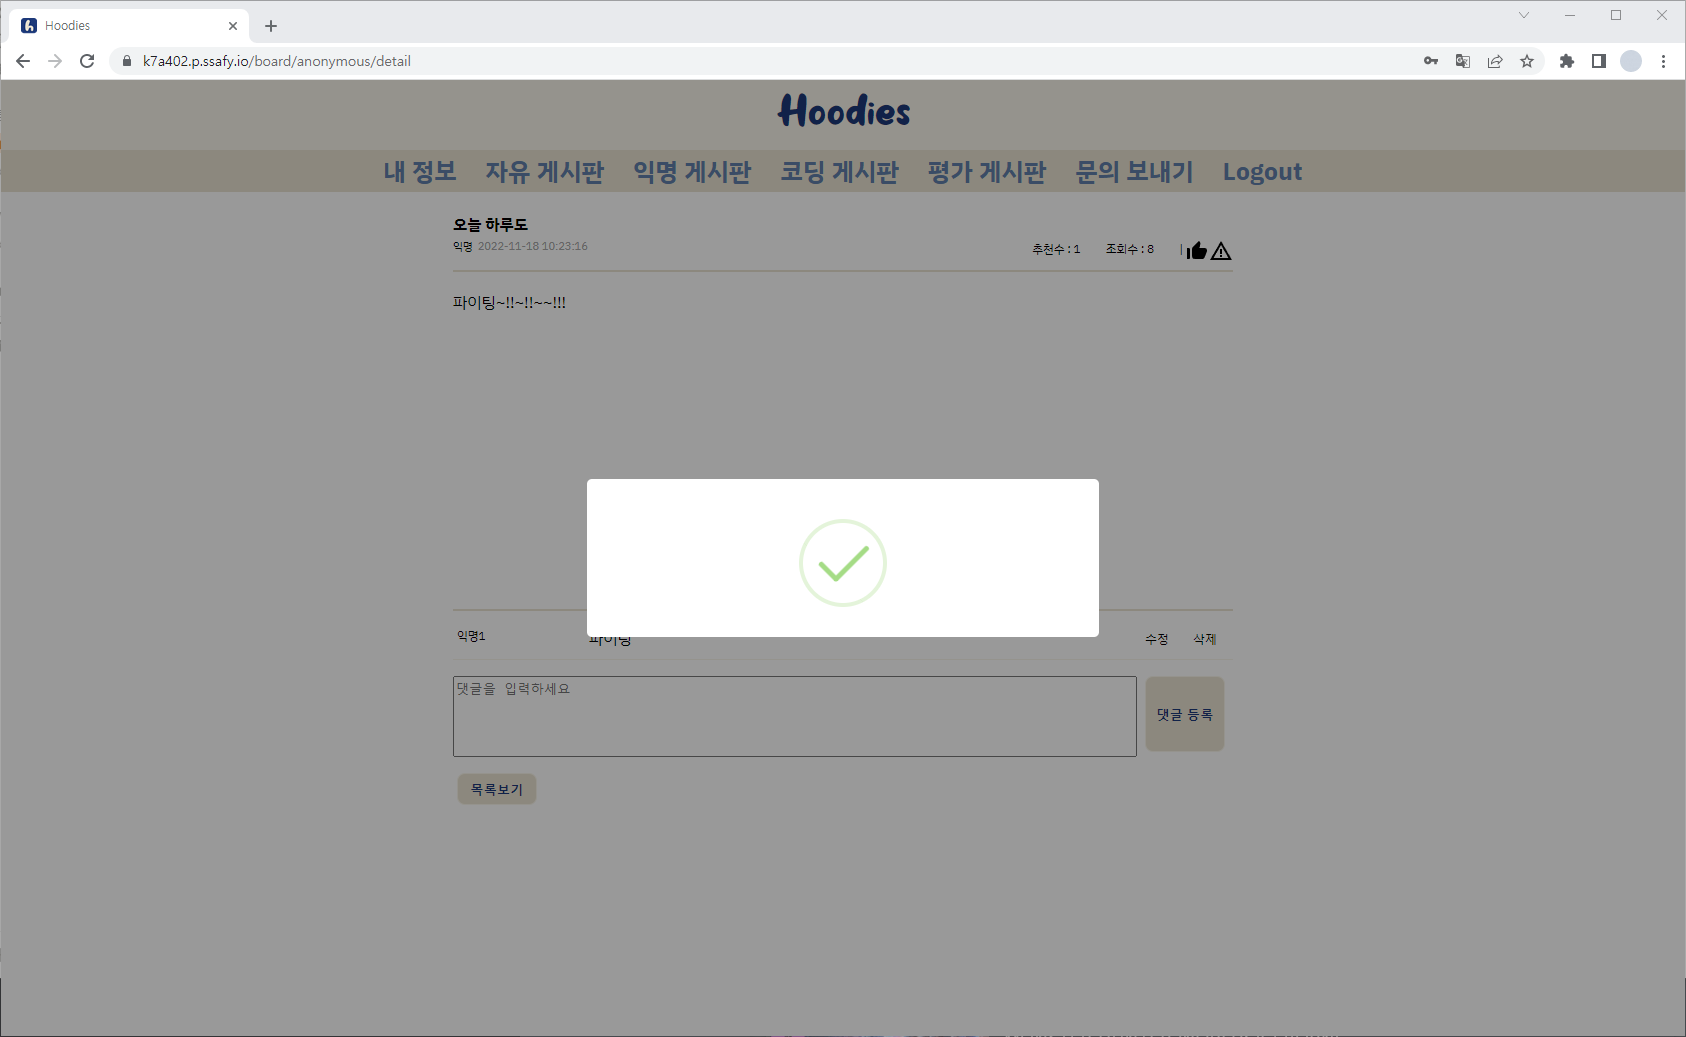 Hoodies
k7a402.p.ssafy.io/board/anonymous/detail
Hoodies
내 정보 자유 게시판 익명 게시판 코딩 게시판 평가 게시판 문의 보내기 Logout
오늘 하루도
익명 2022-11-18 10:23:16
추천수 : 1 조회수 : 8 |
파이팅~!!~!!~~!!!
익명1 파이팅 수정 삭제
댓글을 입력하세요
댓글 등록
목록보기